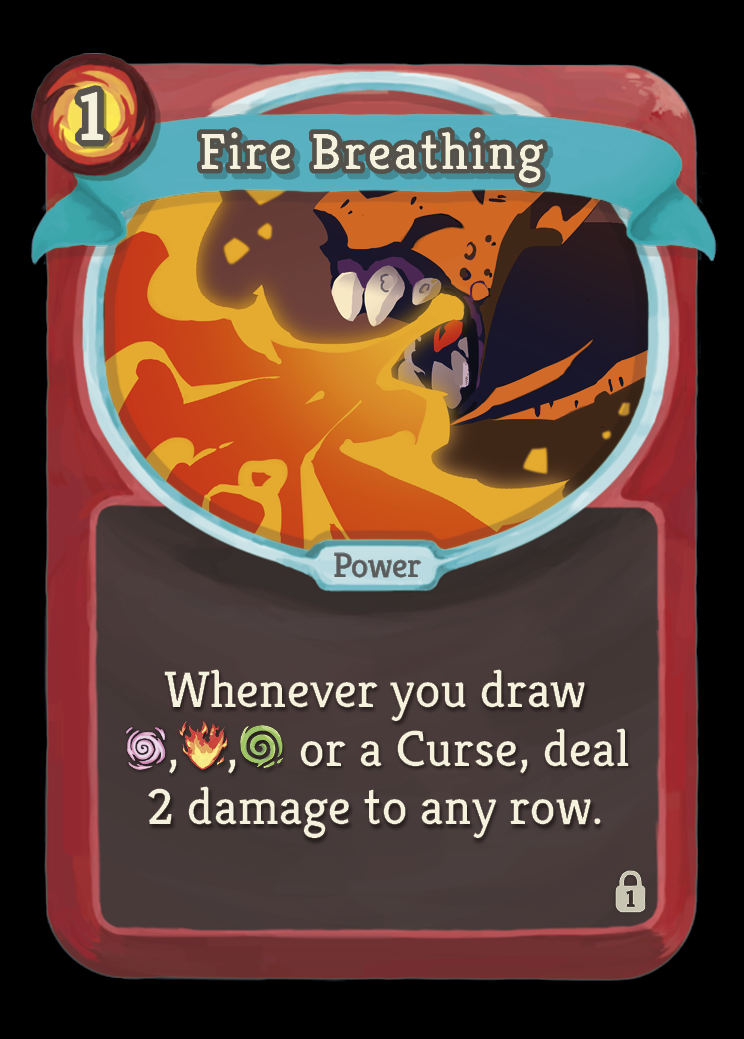 1
Fire Breathing
Power
Whenever you draw
, , or a Curse, deal
2 damage to any row.
1